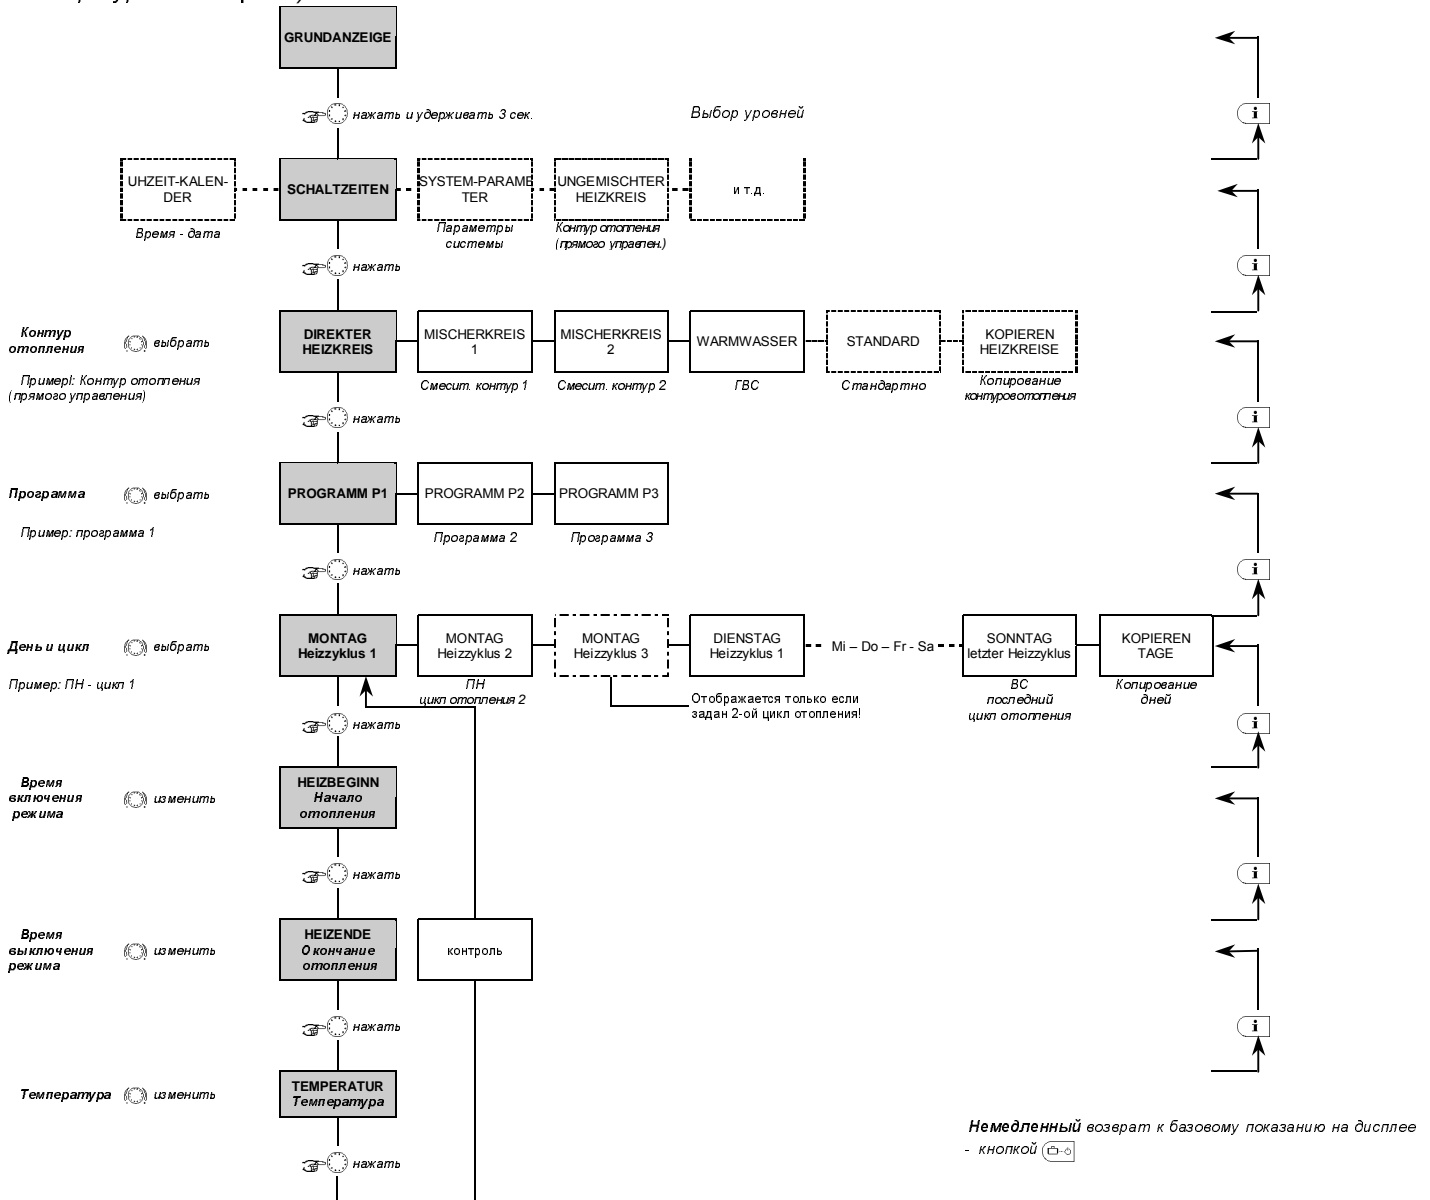 GRUNDANZEIGE
нажать и удерживать 3 сек.
Выбор уровней
i
UHZEIT-KALEN-
DER
SCHALTZEITEN
SYSTEM-PARAME
TER
UNGEMISCHTER
HEIZKREIS
и т.д.
Время - дата
Параметры
системы
Контур отопления
(прямого управлен.)
нажать
i
Контур
отопления
выбрать
DIREKTER
HEIZKREIS
MISCHERKREIS
1
MISCHERKREIS
2
WARMWASSER
STANDARD
KOPIEREN
HEIZKREISE
ПримерI: Контур отопления
(прямого управления)
Смесит. контур 1
Смесит. контур 2
ГВС
Стандартно
Копирование
контуров отопления
нажать
i
Программа
выбрать
PROGRAMM P1
PROGRAMM P2
PROGRAMM P3
Пример: программа 1
Программа 2
Программа 3
нажать
i
День и цикл
выбрать
MONTAG
Heizzyklus 1
MONTAG
Heizzyklus 2
MONTAG
Heizzyklus 3
DIENSTAG
Heizzyklus 1
Mi – Do – Fr - Sa
SONNTAG
letzter Heizzyklus
KOPIEREN
TAGE
Пример: ПН - цикл 1
ПН
цикл отопления 2
Отображается только если
задан 2-ой цикл отопления!
ВС
последний
цикл отопления
Копирование
дней
нажать
i
Время
включения
режима
изменить
HEIZBEGINN
Начало
отопления
нажать
i
Время
выключения
режима
изменить
HEIZENDE
Окончание
отопления
контроль
нажать
i
Температура
изменить
TEMPERATUR
Температура
Немедленный возврат к базовому показанию на дисплее
- кнопкой
нажать